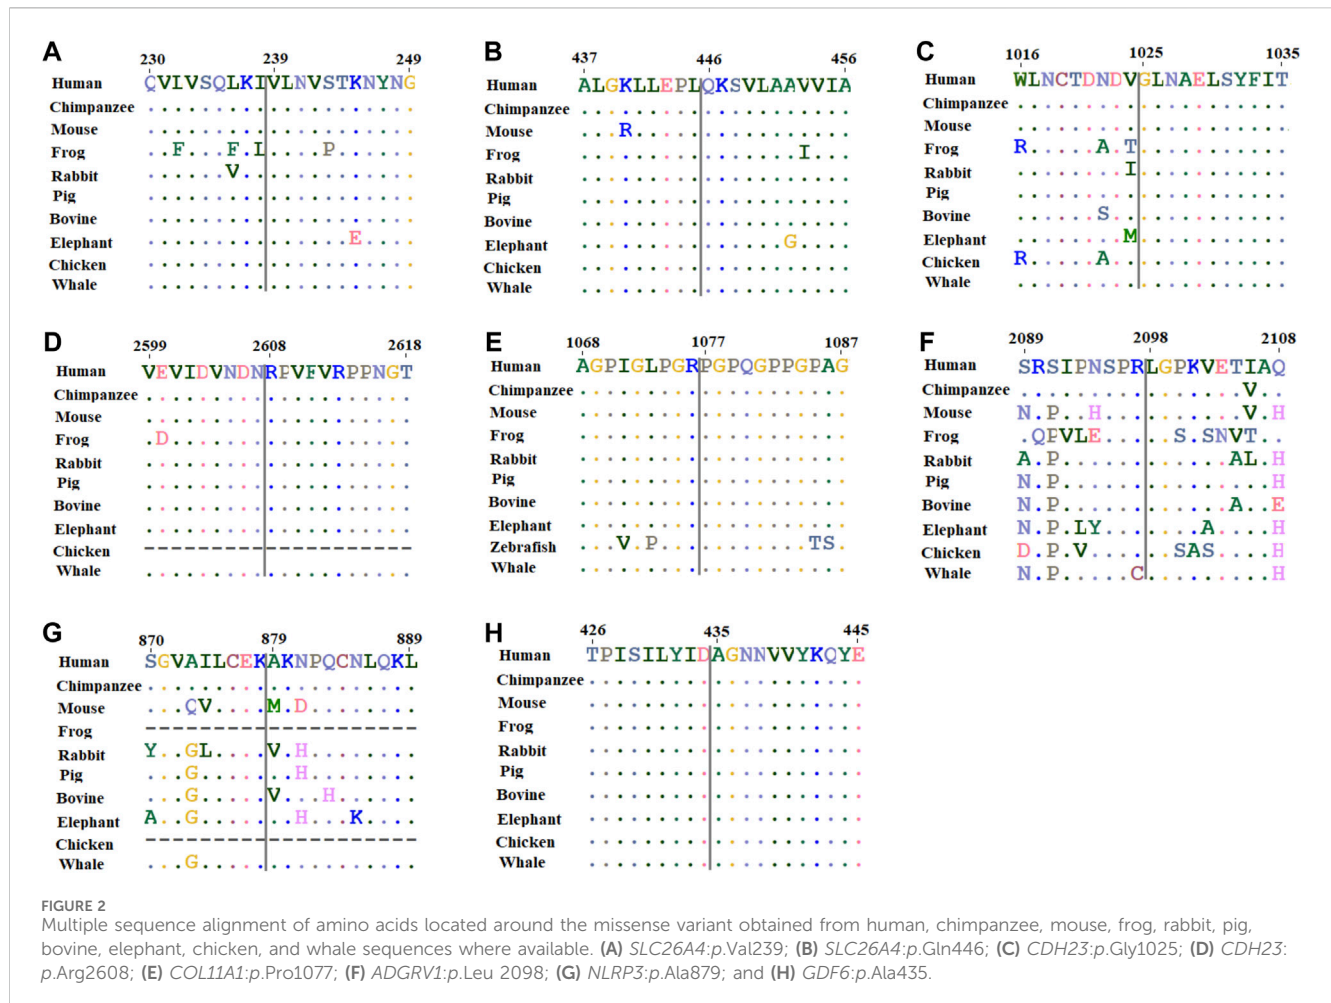 A
230 239 249
Human QVIVSQLKIVLNVSTKNYNG
Chimpanzee ....................
Mouse ....................
Frog ..F...F.L....P......
Rabbit ......V.............
Pig ....................
Bovine ....................
Elephant ...............E....
Chicken ....................
Whale ....................
B
437 446 456
Human ALGKLLEPLQKSVLAAVVIA
Chimpanzee ....................
Mouse ...R................
Frog ................I...
Rabbit ....................
Pig ....................
Bovine ....................
Elephant ...............G....
Chicken ....................
Whale ....................
C
1016 1025 1035
Human WLNCTDNDVGLNAELSYFIT
Chimpanzee ....................
Mouse ....................
Frog R.....A.T...........
Rabbit ........I...........
Pig ....................
Bovine ......S.............
Elephant ........M...........
Chicken R.....A.............
Whale ....................
D
2599 2608 2618
Human VEVIDVNDNRPVFVRPPNGT
Chimpanzee ....................
Mouse ....................
Frog .D..................
Rabbit ....................
Pig ....................
Bovine ....................
Elephant ....................
Chicken --------------------
Whale ....................
E
1068 1077 1087
Human AGPIGLPGRPGPQGPPGPAG
Chimpanzee ....................
Mouse ....................
Frog ....................
Rabbit ....................
Pig ....................
Bovine ....................
Elephant ....................
Zebrafish ...V.P...........TS.
Whale ....................
F
2089 2098 2108
Human SRSIPNSPRLGPKVETIAQ
Chimpanzee ................V..
Mouse N.P..H..........V.H
Frog .QPVLE.....S.SNVT..
Rabbit A.P............AL.H
Pig N.P...............H
Bovine N.P............A..E
Elephant N.P.LY.......A....H
Chicken D.P.V......SAS....H
Whale N.P.....C.........H
G
870 879 889
Human SGVAILCEKAKNPQCNLQKL
Chimpanzee ....................
Mouse ...QV....M.D........
Frog --------------------
Rabbit Y..GL....V.H........
Pig ...G.......H........
Bovine ...G.....V...H......
Elephant A..G.......H...K....
Chicken --------------------
Whale ...G................
H
426 435 445
Human TPISILYIDAGNNVVYKQYE
Chimpanzee ....................
Mouse ....................
Frog ....................
Rabbit ....................
Pig ....................
Bovine ....................
Elephant ....................
Chicken ....................
Whale ....................
FIGURE 2
Multiple sequence alignment of amino acids located around the missense variant obtained from human, chimpanzee, mouse, frog, rabbit, pig,
bovine, elephant, chicken, and whale sequences where available. (A) SLC26A4:p.Val239; (B) SLC26A4:p.Gln446; (C) CDH23:p.Gly1025; (D) CDH23:
p.Arg2608; (E) COL11A1:p.Pro1077; (F) ADGRV1:p.Leu 2098; (G) NLRP3:p.Ala879; and (H) GDF6:p.Ala435.